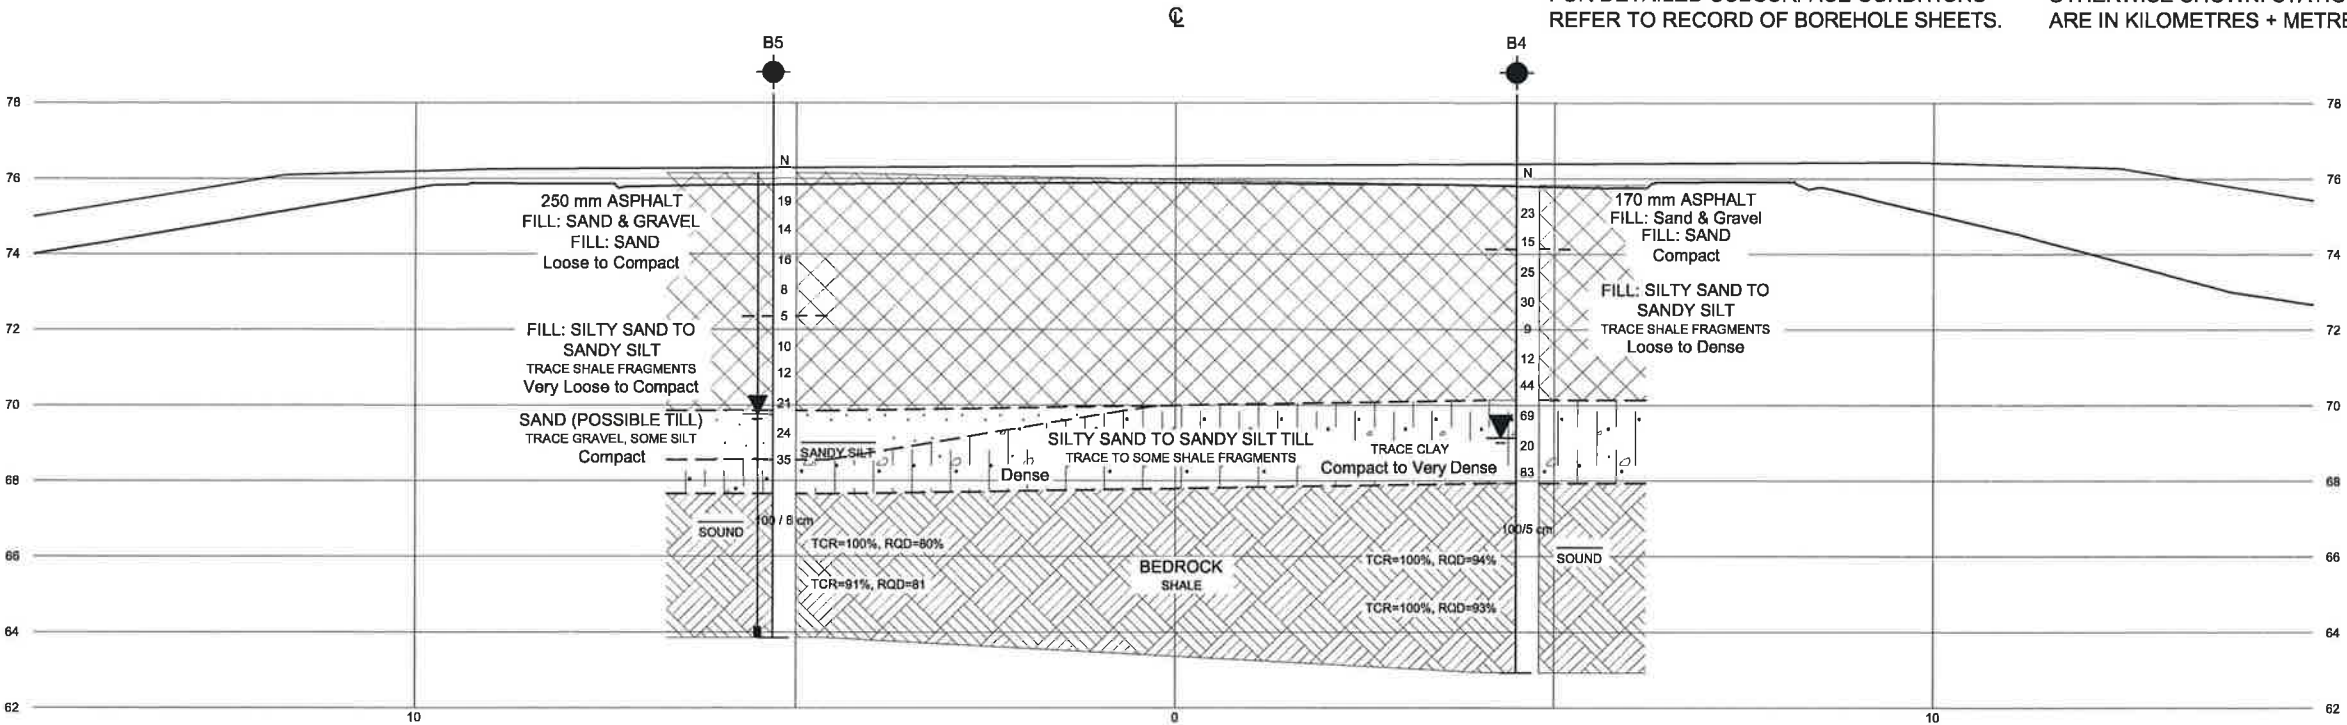 ℄
REFER TO RECORD OF BOREHOLE SHEETS.
ARE IN KILOMETRES + METRE
B5
B4
78
78
N
N
76
76
250 mm ASPHALT
FILL: SAND & GRAVEL
FILL: SAND
Loose to Compact
19
14
16
8
5
10
12
21
24
35
23
15
25
30
9
12
44
69
20
83
170 mm ASPHALT
FILL: Sand & Gravel
FILL: SAND
Compact
74
74
FILL: SILTY SAND TO
SANDY SILT
TRACE SHALE FRAGMENTS
Loose to Dense
72
72
FILL: SILTY SAND TO
SANDY SILT
TRACE SHALE FRAGMENTS
Very Loose to Compact
70
70
SAND (POSSIBLE TILL)
TRACE GRAVEL, SOME SILT
Compact
SANDY SILT
SILTY SAND TO SANDY SILT TILL
TRACE TO SOME SHALE FRAGMENTS
Dense
TRACE CLAY
Compact to Very Dense
68
68
SOUND
100 / 8 cm
100/5 cm
SOUND
66
66
TCR=100%, RQD=80%
TCR=91%, RQD=81
BEDROCK
SHALE
TCR=100%, RQD=94%
TCR=100%, RQD=93%
64
64
62
62
10
0
10